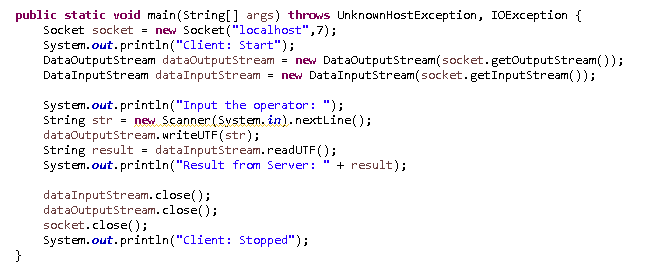 public static void main(String[] args) throws UnknownHostException, IOException {
Socket socket = new Socket("localhost",7);
System.out.println("Client: Start");
DataOutputStream dataOutputStream = new DataOutputStream(socket.getOutputStream());
DataInputStream dataInputStream = new DataInputStream(socket.getInputStream());
System.out.println("Input the operator: ");
String str = new Scanner(System.in).nextLine();
dataOutputStream.writeUTF(str);
String result = dataInputStream.readUTF();
System.out.println("Result from Server: " + result);
dataInputStream.close();
dataOutputStream.close();
socket.close();
System.out.println("Client: Stopped");
}